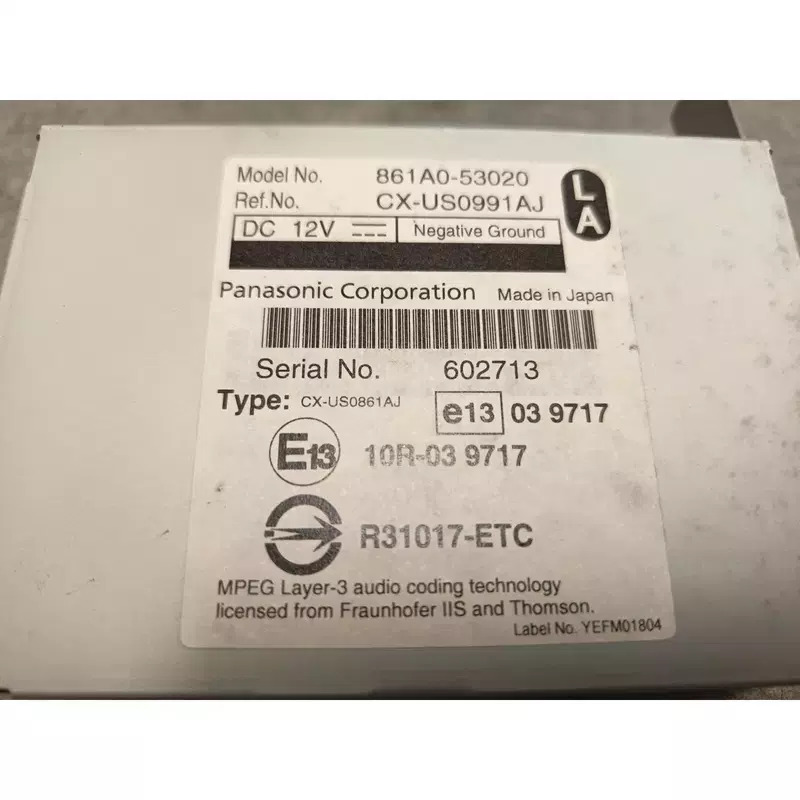 Model No. 861A0-53020
Ref.No. CX-US0991AJ
LA
DC 12V Negative Ground
Panasonic Corporation Made in Japan
Serial No. 602713
Type: CX-US0861AJ e13 03 9717
E13 10R-03 9717
R31017-ETC
MPEG Layer-3 audio coding technology
licensed from Fraunhofer IIS and Thomson.
Label No. YEFM01804